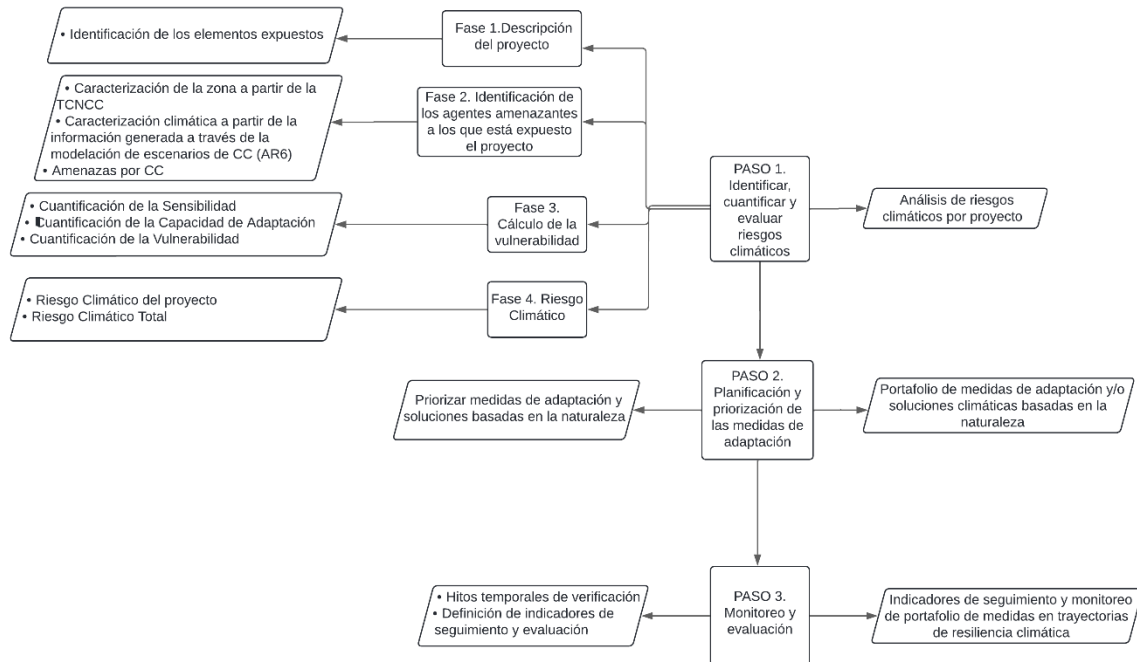 • Identificación de los elementos expuestos
Fase 1.Descripción
del proyecto
• Caracterización de la zona a partir de la
TCNCC
• Caracterización climática a partir de la
información generada a través de la
modelación de escenarios de CC (AR6)
• Amenazas por CC
Fase 2. Identificación de
los agentes amenazantes
a los que está expuesto
el proyecto
• Cuantificación de la Sensibilidad
• Cuantificación de la Capacidad de Adaptación
• Cuantificación de la Vulnerabilidad
Fase 3.
Cálculo de la
vulnerabilidad
• Riesgo Climático del proyecto
• Riesgo Climático Total
Fase 4. Riesgo
Climático
PASO 1.
Identificar,
cuantificar y
evaluar
riesgos
climáticos
Análisis de riesgos
climáticos por proyecto
Priorizar medidas de adaptación y
soluciones basadas en la naturaleza
PASO 2.
Planificación y
priorización de
las medidas de
adaptación
Portafolio de medidas de adaptación y/o
soluciones climáticas basadas en la
naturaleza
• Hitos temporales de verificación
• Definición de indicadores de
seguimiento y evaluación
PASO 3.
Monitoreo y
evaluación
Indicadores de seguimiento y monitoreo
de portafolio de medidas en trayectorias
de resiliencia climática